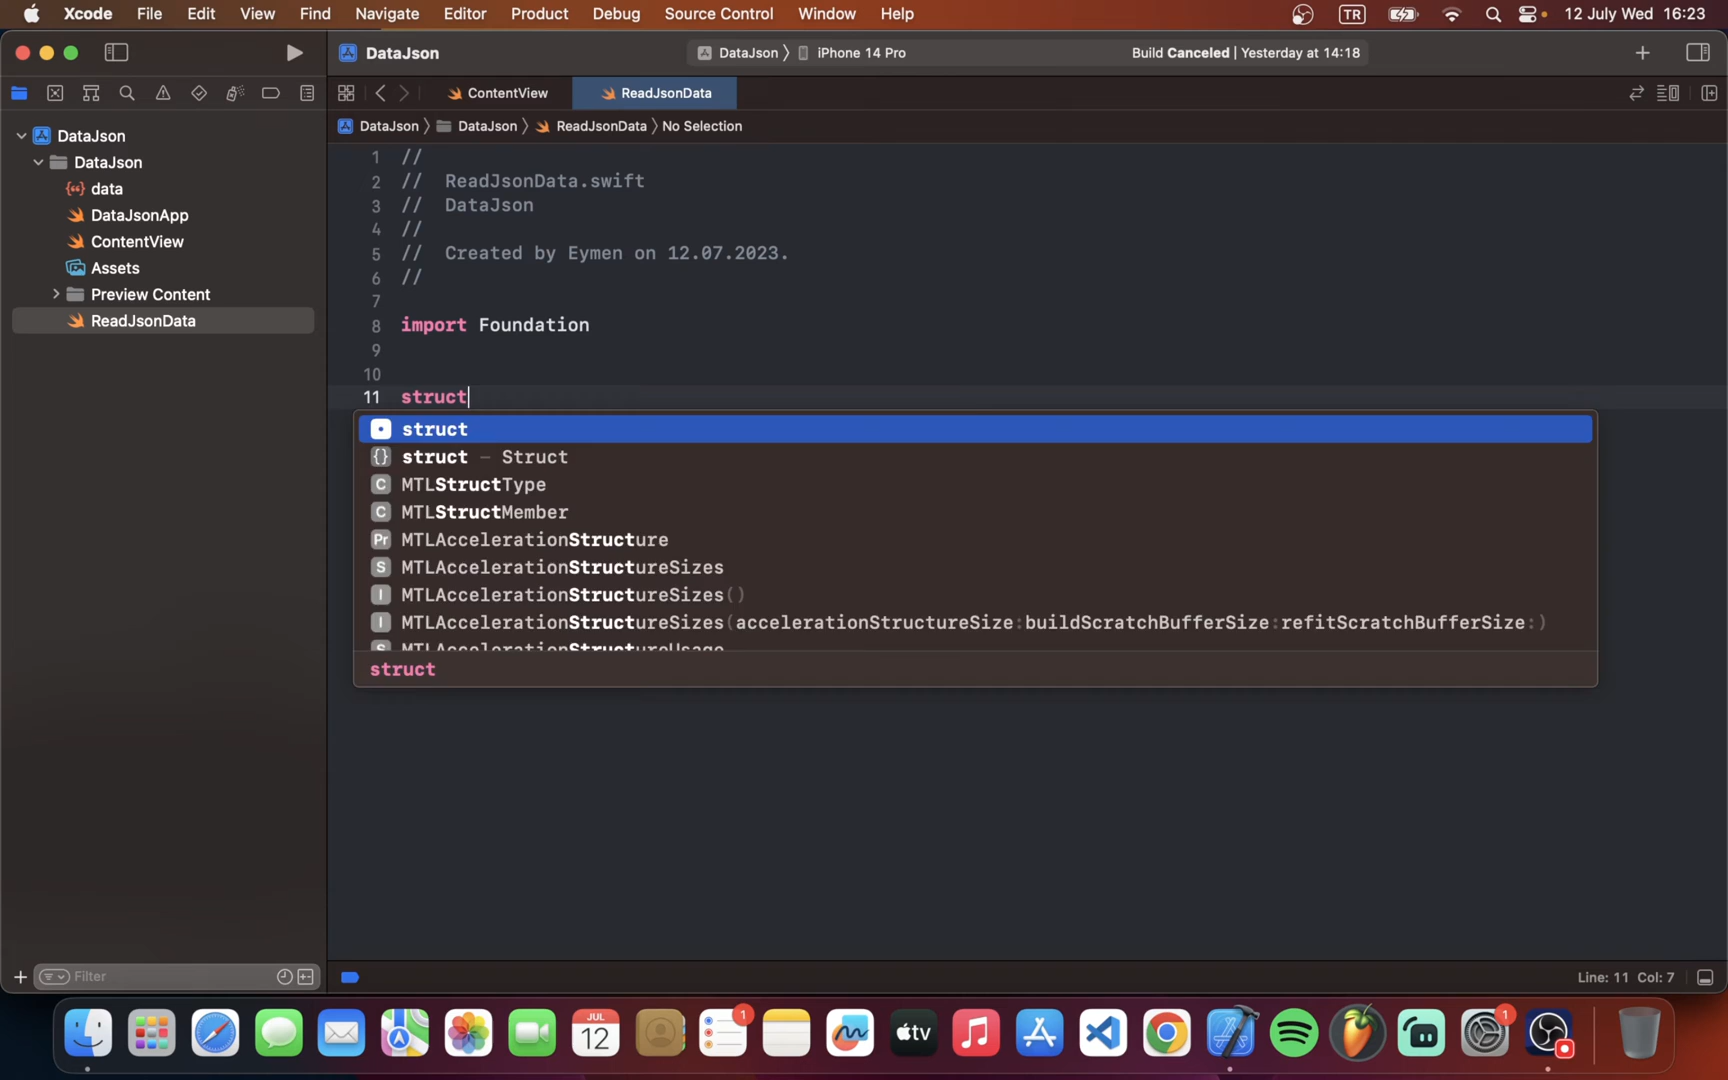 Xcode File Edit View Find Navigate Editor Product Debug Source Control Window Help TR 12 July Wed 16:23
DataJson DataJson iPhone 14 Pro Build Canceled | Yesterday at 14:18
ContentView ReadJsonData
DataJson DataJson ReadJsonData No Selection
DataJson
DataJson
data
DataJsonApp
ContentView
Assets
Preview Content
ReadJsonData
1 //
2 // ReadJsonData.swift
3 // DataJson
4 //
5 // Created by Eymen on 12.07.2023.
6 //
7
8 import Foundation
9
10
11 struct
struct
{} struct — Struct
C MTLStructType
C MTLStructMember
Pr MTLAccelerationStructure
S MTLAccelerationStructureSizes
I MTLAccelerationStructureSizes()
I MTLAccelerationStructureSizes(accelerationStructureSize:buildScratchBufferSize:refitScratchBufferSize:)
S MTLAccelerationStructureUsage
struct
Filter
Line: 11 Col: 7
JUL
12
1
tv
1